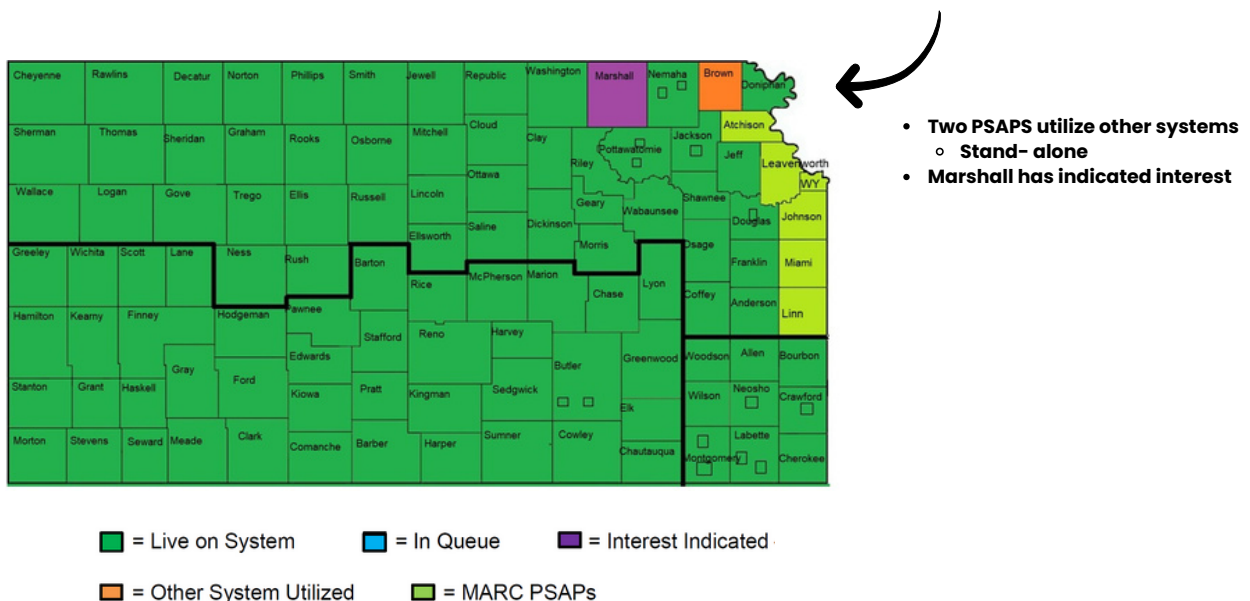 Cheyenne Rawlins Decatur Norton Phillips Smith Jewell Republic Washington Marshall Nemaha Brown Doniphan
Atchison
Sherman Thomas Sheridan Graham Rooks Osborne Mitchell Cloud Clay Riley Pottawatomie Jackson Jeff Leavenworth
WY
Wallace Logan Gove Trego Ellis Russell Lincoln Ottawa Geary Wabaunsee Shawnee Douglas Johnson
Ellsworth Saline Dickinson Morris
Greeley Wichita Scott Lane Ness Rush Barton Rice McPherson Marion Chase Lyon Osage Franklin Miami
Coffey Anderson Linn
Hamilton Kearny Finney Hodgeman Pawnee Stafford Reno Harvey Butler Greenwood Woodson Allen Bourbon
Edwards
Stanton Grant Haskell Gray Ford Kiowa Pratt Kingman Sedgwick Elk Wilson Neosho Crawford
Morton Stevens Seward Meade Clark Comanche Barber Harper Sumner Cowley Chautauqua Montgomery Labette Cherokee
• Two PSAPS utilize other systems
○ Stand- alone
• Marshall has indicated interest
= Live on System = In Queue = Interest Indicated
= Other System Utilized = MARC PSAPs